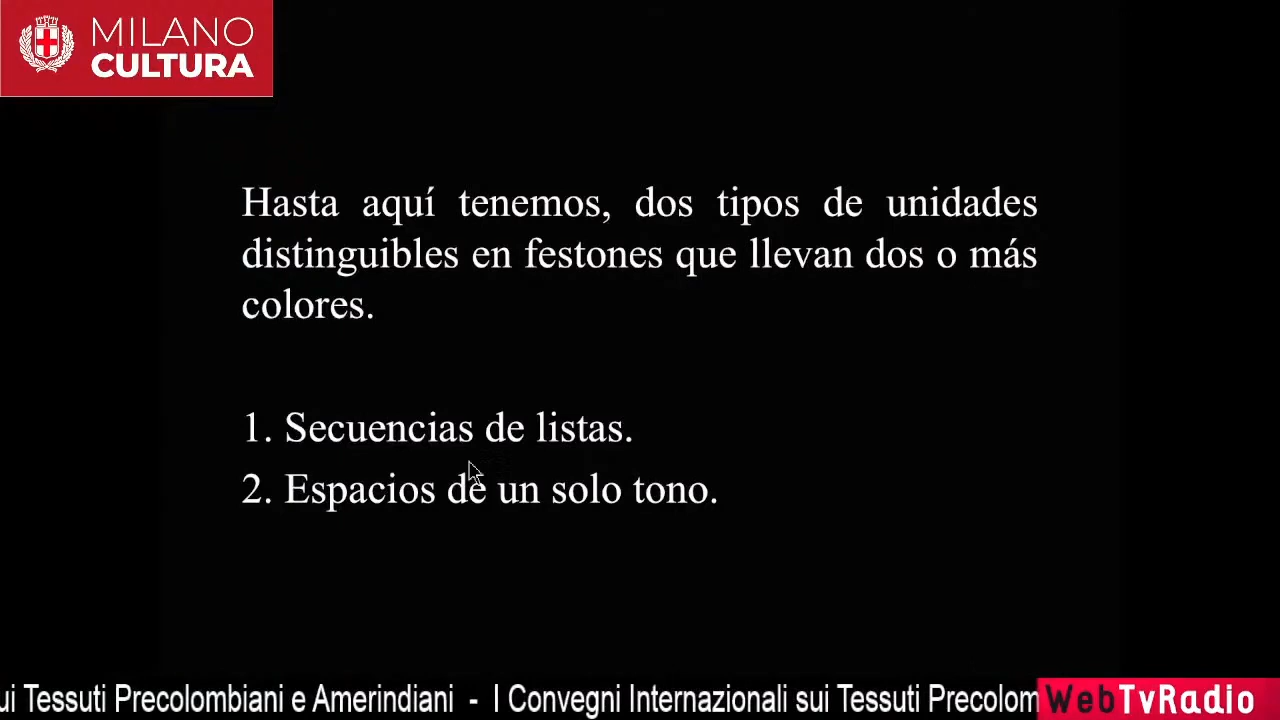 MILANO
CULTURA
Hasta aquí tenemos, dos tipos de unidades
distinguibles en festones que llevan dos o más
colores.
1. Secuencias de listas.
2. Espacios de un solo tono.
ui Tessuti Precolombiani e Amerindiani - I Convegni Internazionali sui Tessuti Precolom
WebTvRadio